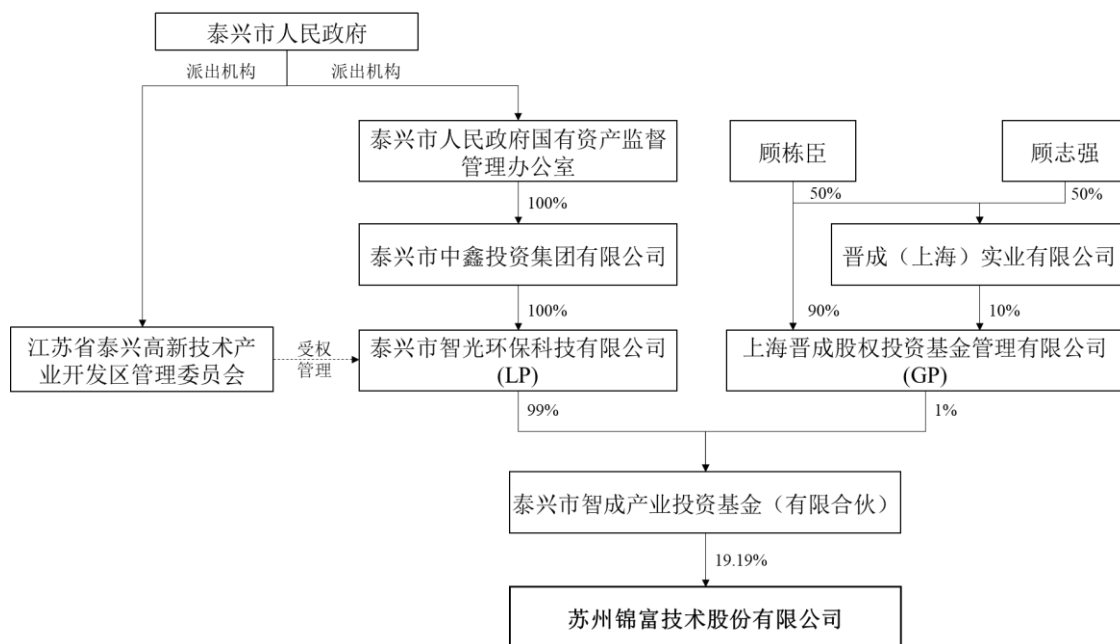 泰兴市人民政府
派出机构
派出机构
泰兴市人民政府国有资产监督
管理办公室
顾栋臣
顾志强
100%
50%
50%
泰兴市中鑫投资集团有限公司
晋成（上海）实业有限公司
100%
90%
10%
江苏省泰兴高新技术产
业开发区管理委员会
受权
管理
泰兴市智光环保科技有限公司
(LP)
上海晋成股权投资基金管理有限公司
(GP)
99%
1%
泰兴市智成产业投资基金（有限合伙）
19.19%
苏州锦富技术股份有限公司